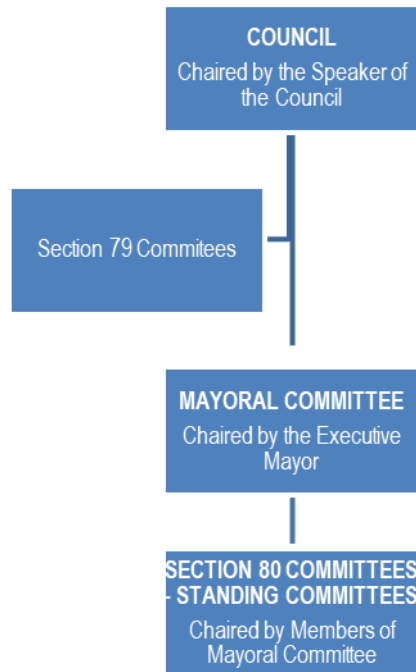 COUNCIL
Chaired by the Speaker of
the Council
Section 79 Commitees
MAYORAL COMMITTEE
Chaired by the Executive
Mayor
SECTION 80 COMMITTEES
- STANDING COMMITTEES
Chaired by Members of
Mayoral Committee